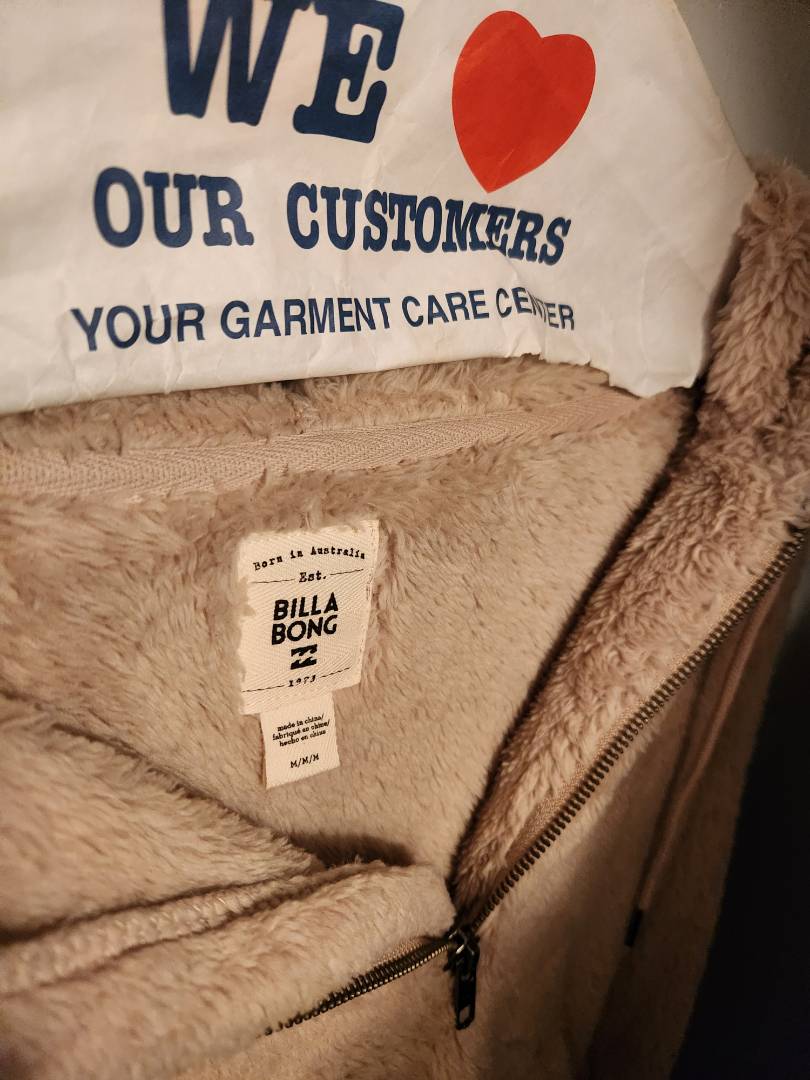 WE
OUR CUSTOMERS
YOUR GARMENT CARE CENTER
Born in Australia
Est.
BILLA
BONG
1973
made in china/
fabriqué en chine/
hecho en china
M/M/M